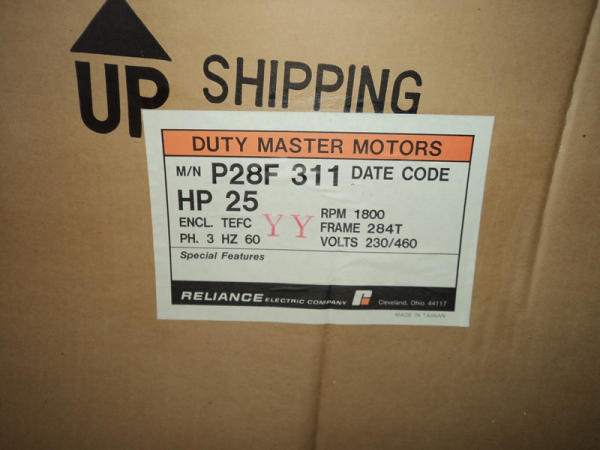 UP SHIPPING
DUTY MASTER MOTORS
M/N P28F 311 DATE CODE
HP 25
ENCL. TEFC YY RPM 1800
FRAME 284T
PH. 3 HZ 60 VOLTS 230/460
Special Features
RELIANCE ELECTRIC COMPANY Cleveland, Ohio 44117
MADE IN TAIWAN